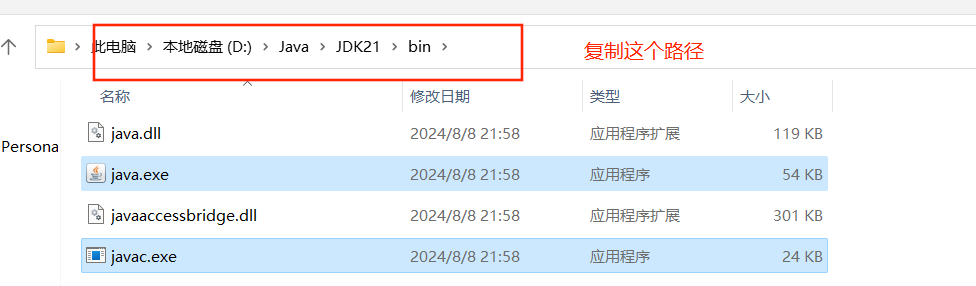 此电脑 > 本地磁盘 (D:) > Java > JDK21 > bin >
复制这个路径
名称 修改日期 类型 大小
java.dll 2024/8/8 21:58 应用程序扩展 119 KB
Persona
java.exe 2024/8/8 21:58 应用程序 54 KB
javaaccessbridge.dll 2024/8/8 21:58 应用程序扩展 301 KB
javac.exe 2024/8/8 21:58 应用程序 24 KB